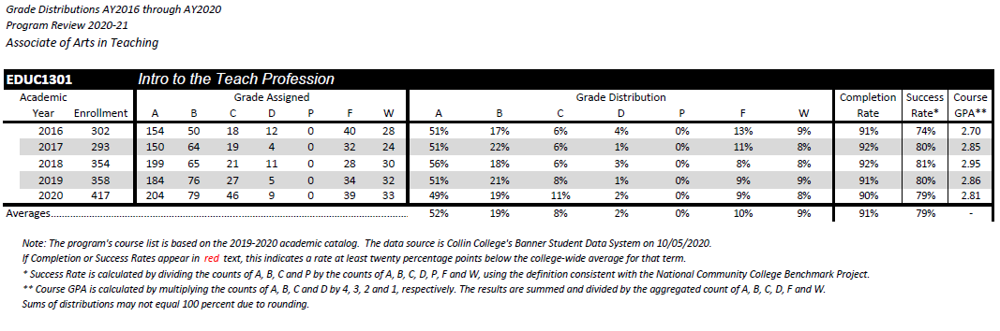 Grade Distributions AY2016 through AY2020
Program Review 2020-21
Associate of Arts in Teaching
EDUC1301 Intro to the Teach Profession
Academic Grade Assigned Grade Distribution Completion Success Course
Year Enrollment A B C D P F W A B C D P F W Rate Rate* GPA**
2016 302 154 50 18 12 0 40 28 51% 17% 6% 4% 0% 13% 9% 91% 74% 2.70
2017 293 150 64 19 4 0 32 24 51% 22% 6% 1% 0% 11% 8% 92% 80% 2.85
2018 354 199 65 21 11 0 28 30 56% 18% 6% 3% 0% 8% 8% 92% 81% 2.95
2019 358 184 76 27 5 0 34 32 51% 21% 8% 1% 0% 9% 9% 91% 80% 2.86
2020 417 204 79 46 9 0 39 33 49% 19% 11% 2% 0% 9% 8% 90% 79% 2.81
Averages 52% 19% 8% 2% 0% 10% 9% 91% 79% -
Note: The program's course list is based on the 2019-2020 academic catalog. The data source is Collin College's Banner Student Data System on 10/05/2020.
If Completion or Success Rates appear in red text, this indicates a rate at least twenty percentage points below the college-wide average for that term.
* Success Rate is calculated by dividing the counts of A, B, C and P by the counts of A, B, C, D, P, F and W, using the definition consistent with the National Community College Benchmark Project.
** Course GPA is calculated by multiplying the counts of A, B, C and D by 4, 3, 2 and 1, respectively. The results are summed and divided by the aggregated count of A, B, C, D, F and W.
Sums of distributions may not equal 100 percent due to rounding.